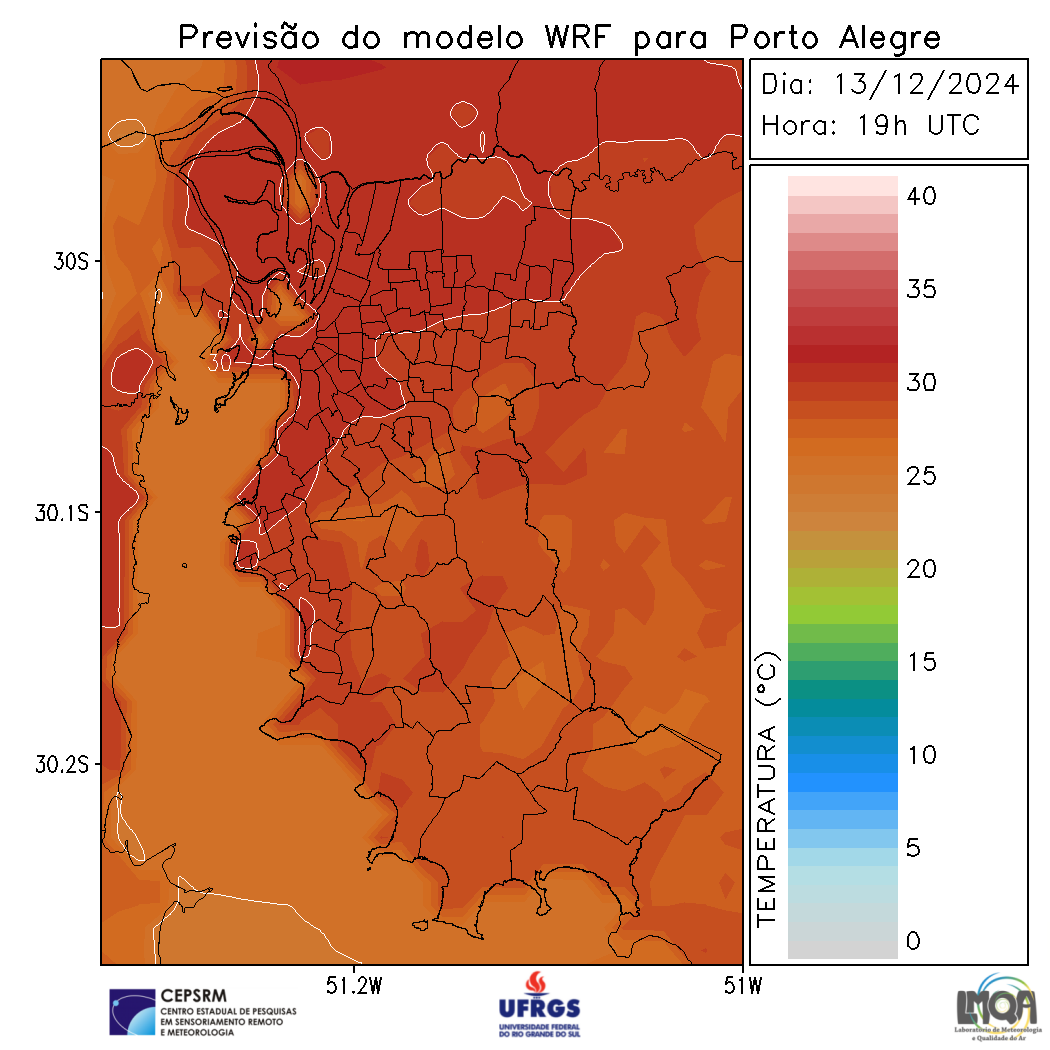 Previsão do modelo WRF para Porto Alegre
Dia: 13/12/2024
Hora: 19h UTC
30S
30.1S
30.2S
51.2W
51W
30
TEMPERATURA (°C)
40
35
30
25
20
15
10
5
0
CEPSRM
CENTRO ESTADUAL DE PESQUISAS
EM SENSORIAMENTO REMOTO
E METEOROLOGIA
UFRGS
UNIVERSIDADE FEDERAL
DO RIO GRANDE DO SUL
LMQA
Laboratório de Meteorologia
e Qualidade do Ar